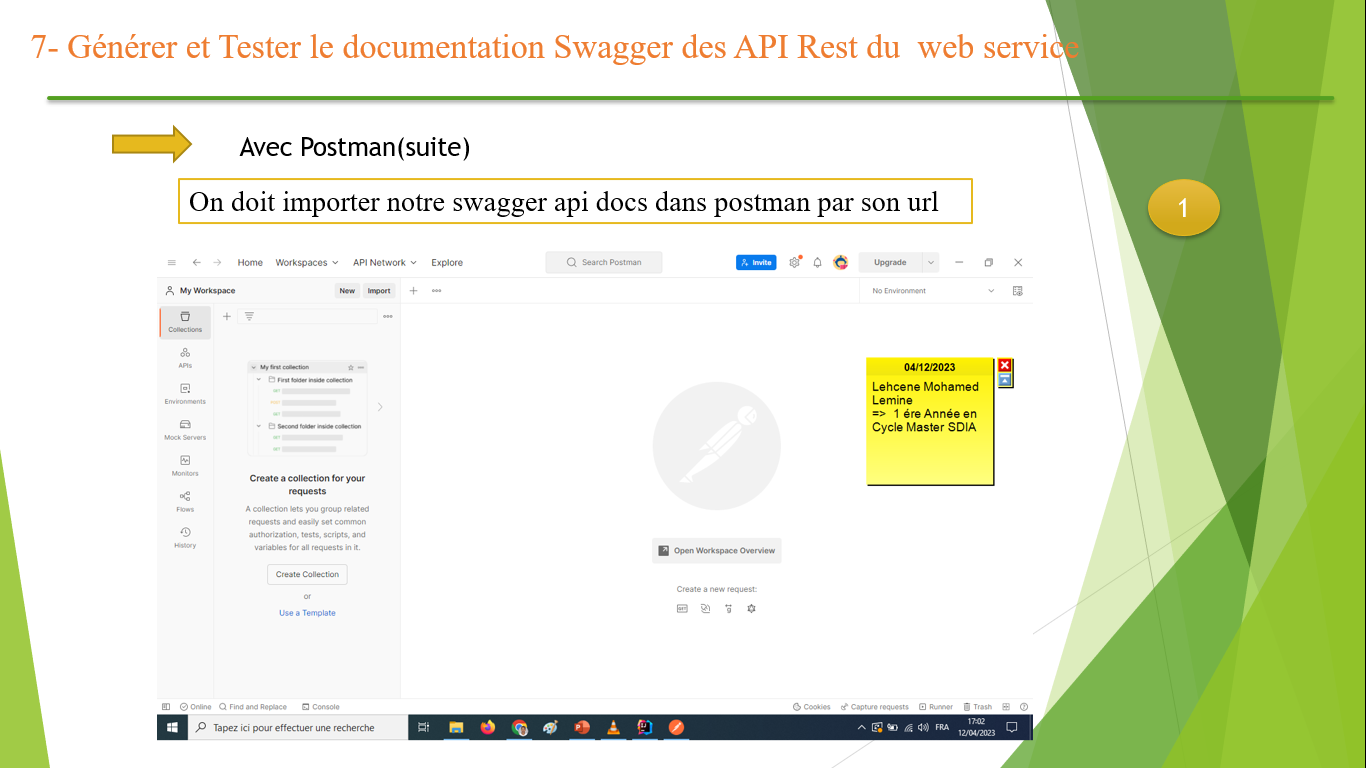 7- Générer et Tester le documentation Swagger des API Rest du  web service
Avec Postman(suite)
On doit importer notre swagger api docs dans postman par son url
1
Home Workspaces API Network Explore
Search Postman
Invite
Upgrade
My Workspace
New Import
No Environment
Collections
APIs
Environments
Mock Servers
Monitors
Flows
History
My first collection
First folder inside collection
GET
POST
GET
Second folder inside collection
GET
GET
Create a collection for your
requests
A collection lets you group related
requests and easily set common
authorization, tests, scripts, and
variables for all requests in it.
Create Collection
or
Use a Template
Open Workspace Overview
Create a new request:
GET
04/12/2023
Lehcene Mohamed
Lemine
=>  1 ére Année en
Cycle Master SDIA
Online Find and Replace Console
Cookies Capture requests Runner Trash
Tapez ici pour effectuer une recherche
FRA
17:02
12/04/2023